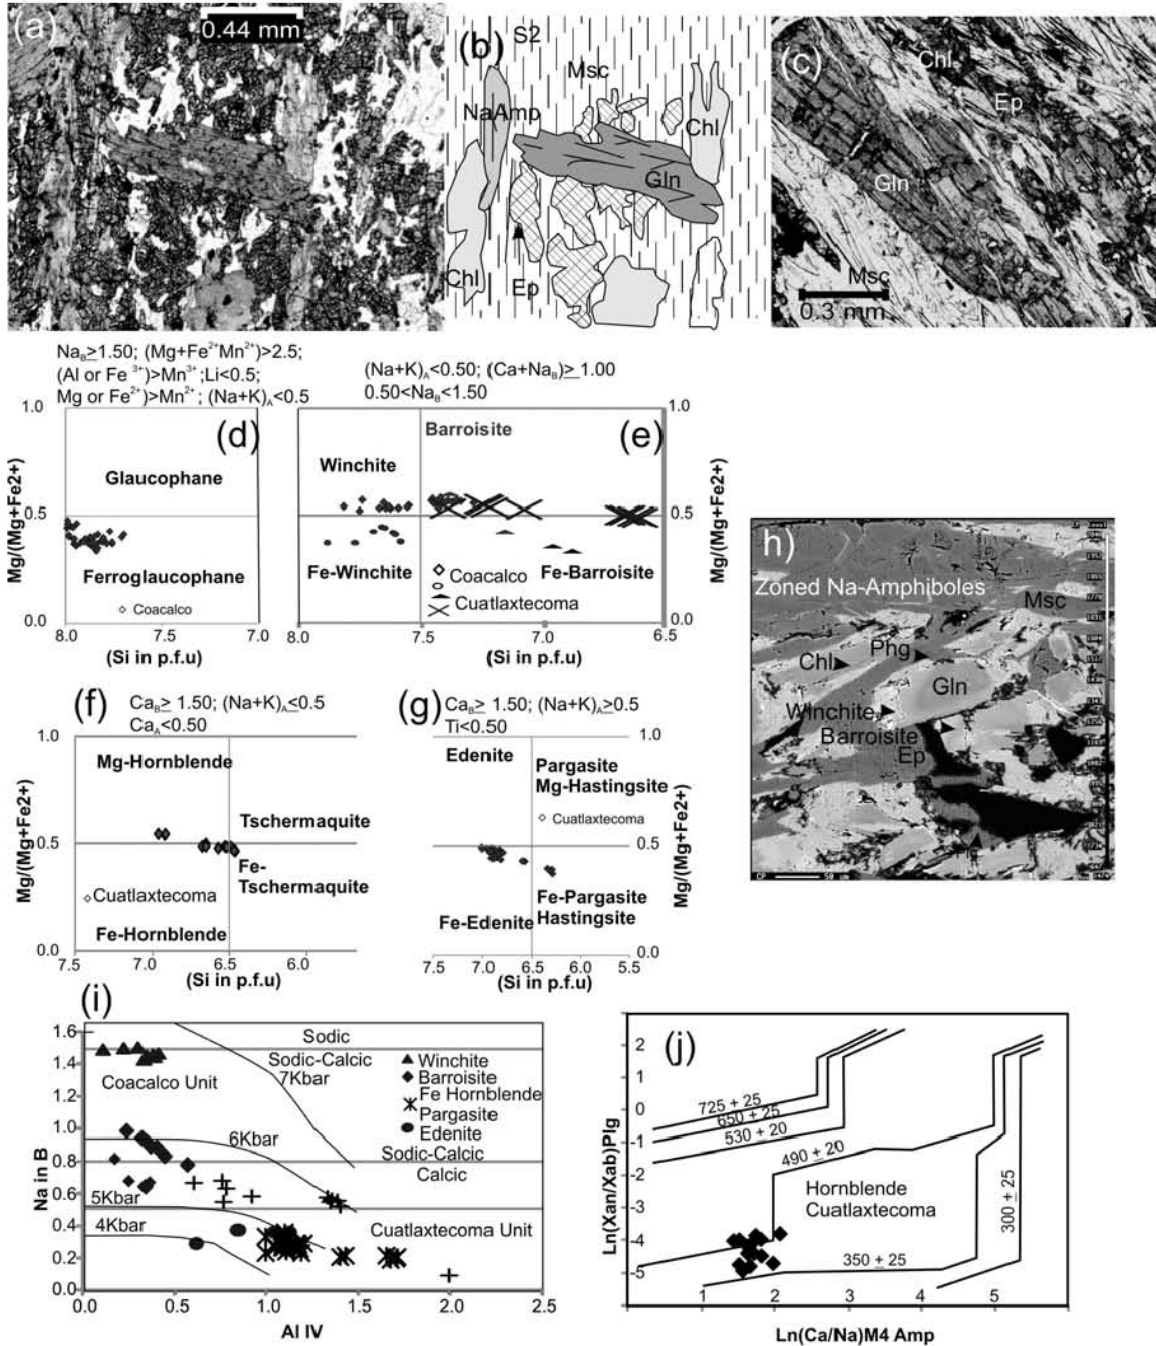 (a)
0.44 mm
(b)
S2
Msc
NaAmp
Chl
Gln
Chl
Ep
(c)
Chl
Ep
Gln
Msc
0.3 mm
Na_B≥1.50; (Mg+Fe²⁺Mn²⁺)>2.5;
(Al or Fe ³⁺)>Mn³⁺;Li<0.5;
Mg or Fe²⁺)>Mn²⁺; (Na+K)_A<0.5
(d)
1.0
0.5
0.0
Mg/(Mg+Fe2+)
Glaucophane
Ferroglaucophane
Coacalco
8.0 7.5 7.0
(Si in p.f.u)
(Na+K)_A<0.50; (Ca+Na_B)≥1.00
0.50<Na_B<1.50
(e)
Barroisite
Winchite
Fe-Winchite
Fe-Barroisite
Coacalco
Cuatlaxtecoma
1.0
0.5
0.0
Mg/(Mg+Fe2+)
8.0 7.5 7.0 6.5
(Si in p.f.u)
h)
Zoned Na-Amphiboles
Msc
Chl
Phg
Gln
Winchite
Barroisite
Ep
CP 50 um
(f)
Ca_B≥ 1.50; (Na+K)_A≤0.5
Ca_A<0.50
1.0
0.5
0.0
Mg/(Mg+Fe2+)
Mg-Hornblende
Tschermaquite
Fe-
Tschermaquite
Cuatlaxtecoma
Fe-Hornblende
7.5 7.0 6.5 6.0
(Si in p.f.u)
(g)
Ca_B≥ 1.50; (Na+K)_A≥0.5
Ti<0.50
Edenite
Pargasite
Mg-Hastingsite
Cuatlaxtecoma
Fe-Edenite
Fe-Pargasite
Hastingsite
1.0
0.5
0.0
Mg/(Mg+Fe2+)
7.5 7.0 6.5 6.0 5.5
(Si in p.f.u)
(i)
1.6
1.4
1.2
1.0
0.8
0.6
0.4
0.2
0.0
Na in B
Sodic
Sodic-Calcic
7Kbar
Coacalco Unit
Winchite
Barroisite
Fe Hornblende
Pargasite
Edenite
6Kbar
Sodic-Calcic
Calcic
5Kbar
4Kbar
Cuatlaxtecoma Unit
0.0 0.5 1.0 1.5 2.0 2.5
Al IV
(j)
2
1
0
-1
-2
-3
-4
-5
Ln(Xan/Xab)Plg
725 ± 25
650 ± 25
530 ± 20
490 ± 20
Hornblende
Cuatlaxtecoma
300 ± 25
350 ± 25
1 2 3 4 5
Ln(Ca/Na)M4 Amp